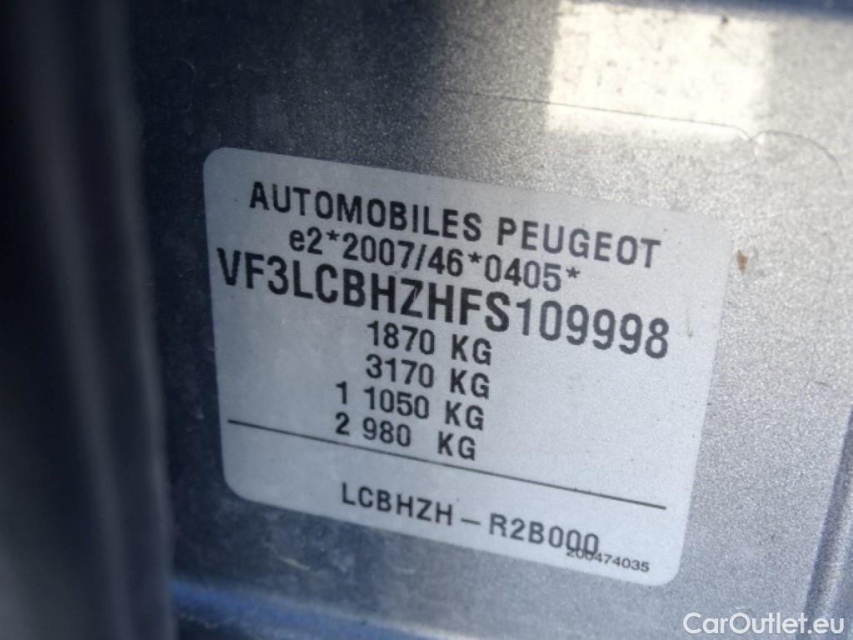 AUTOMOBILES PEUGEOT
e2*2007/46*0405*
VF3LCBHZHFS109998
1870 KG
3170 KG
1 1050 KG
2 980 KG
LCBHZH-R2B000
200474035
CarOutlet.eu